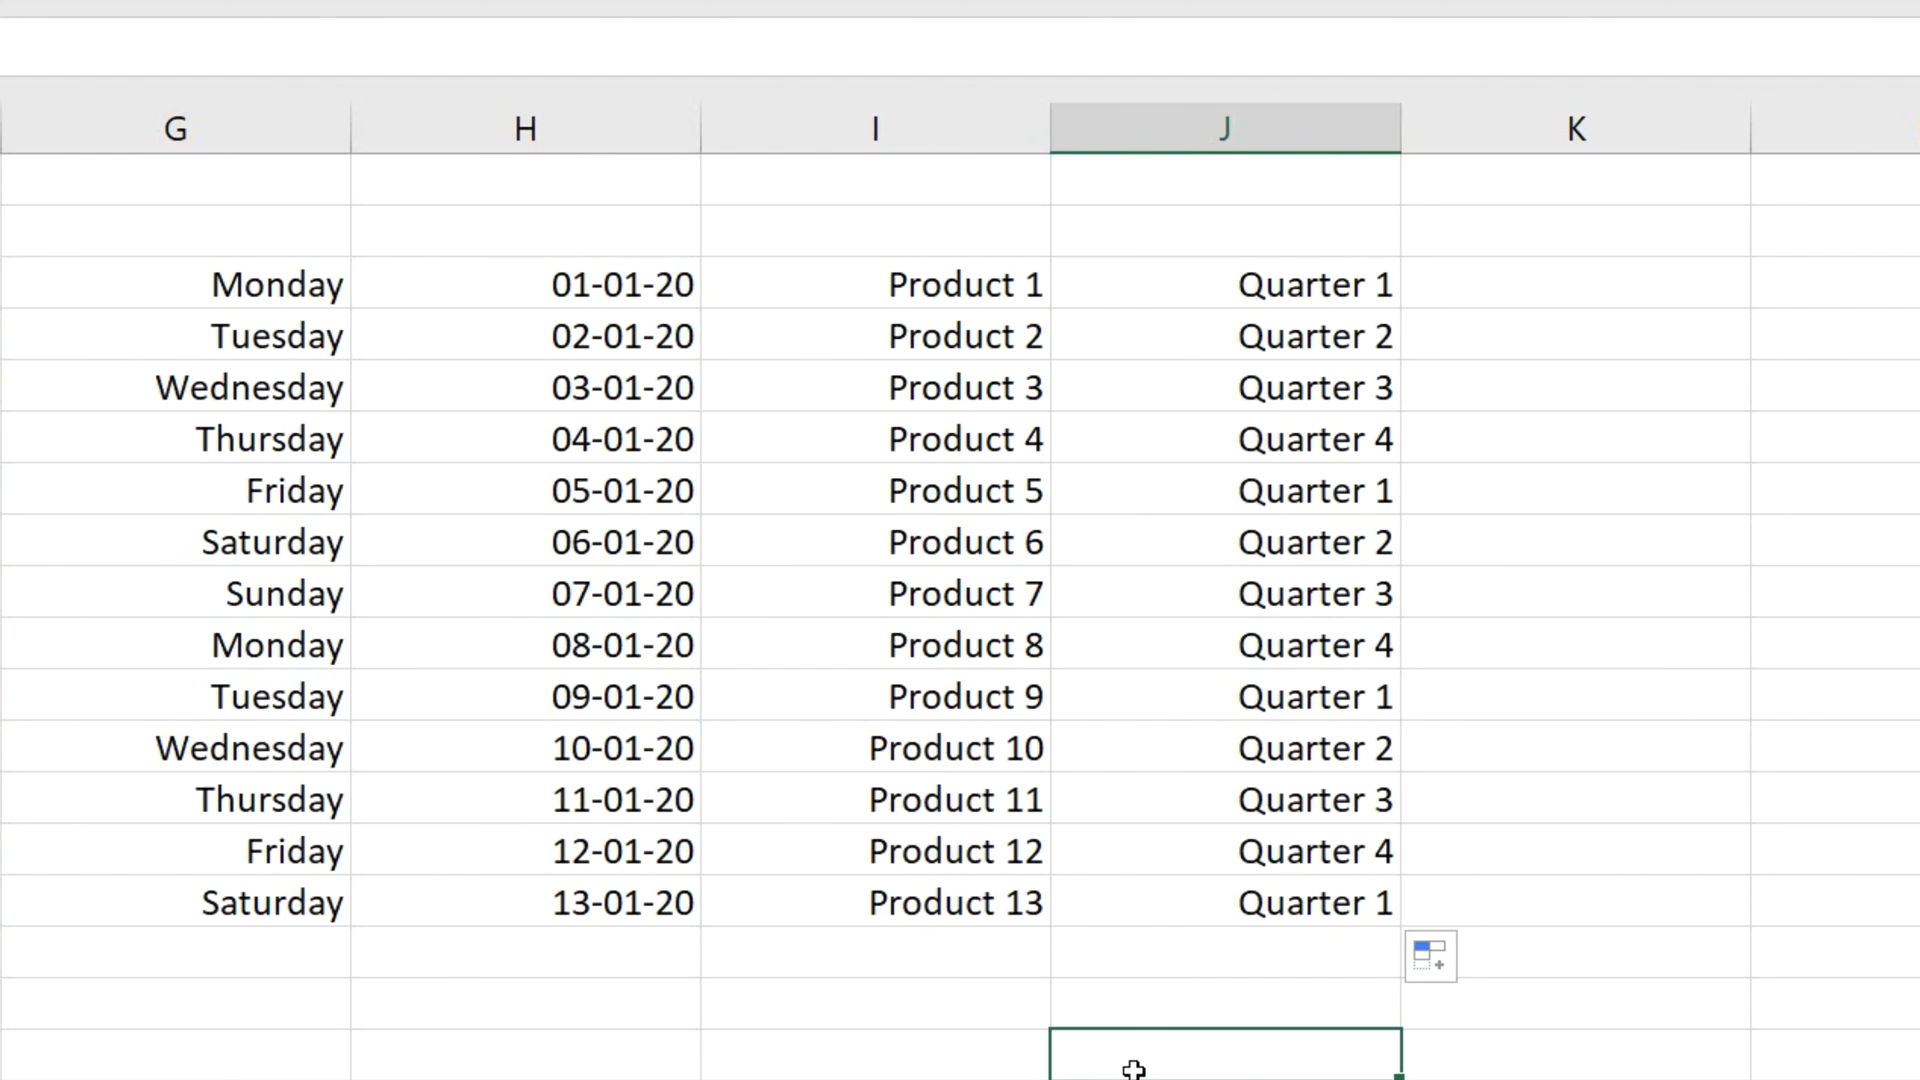 G H I J K
Monday 01-01-20 Product 1 Quarter 1
Tuesday 02-01-20 Product 2 Quarter 2
Wednesday 03-01-20 Product 3 Quarter 3
Thursday 04-01-20 Product 4 Quarter 4
Friday 05-01-20 Product 5 Quarter 1
Saturday 06-01-20 Product 6 Quarter 2
Sunday 07-01-20 Product 7 Quarter 3
Monday 08-01-20 Product 8 Quarter 4
Tuesday 09-01-20 Product 9 Quarter 1
Wednesday 10-01-20 Product 10 Quarter 2
Thursday 11-01-20 Product 11 Quarter 3
Friday 12-01-20 Product 12 Quarter 4
Saturday 13-01-20 Product 13 Quarter 1